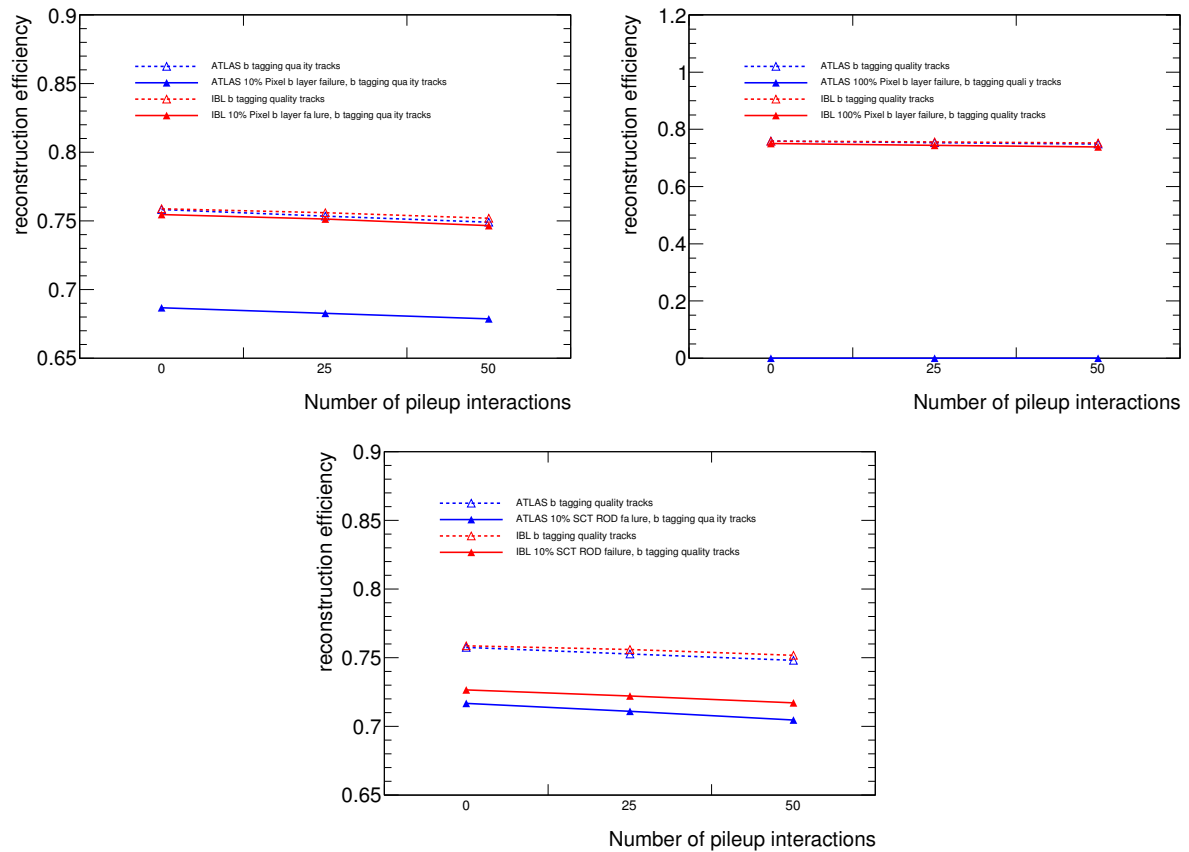 0.9
0.85
0.8
0.75
0.7
0.65
reconstruction efficiency
ATLAS b tagging qua ity tracks
ATLAS 10% Pixel b layer failure, b tagging qua ity tracks
IBL b tagging quality tracks
IBL 10% Pixel b layer fa lure, b tagging quality tracks
0 25 50
Number of pileup interactions
1.2
1
0.8
0.6
0.4
0.2
0
reconstruction efficiency
ATLAS b tagging quality tracks
ATLAS 100% Pixel b layer failure, b tagging quali y tracks
IBL b tagging quality tracks
IBL 100% Pixel b layer failure, b tagging quality tracks
0 25 50
Number of pileup interactions
0.9
0.85
0.8
0.75
0.7
0.65
reconstruction efficiency
ATLAS b tagging quality tracks
ATLAS 10% SCT ROD fa lure, b tagging qua ity tracks
IBL b tagging quality tracks
IBL 10% SCT ROD failure, b tagging quality tracks
0 25 50
Number of pileup interactions